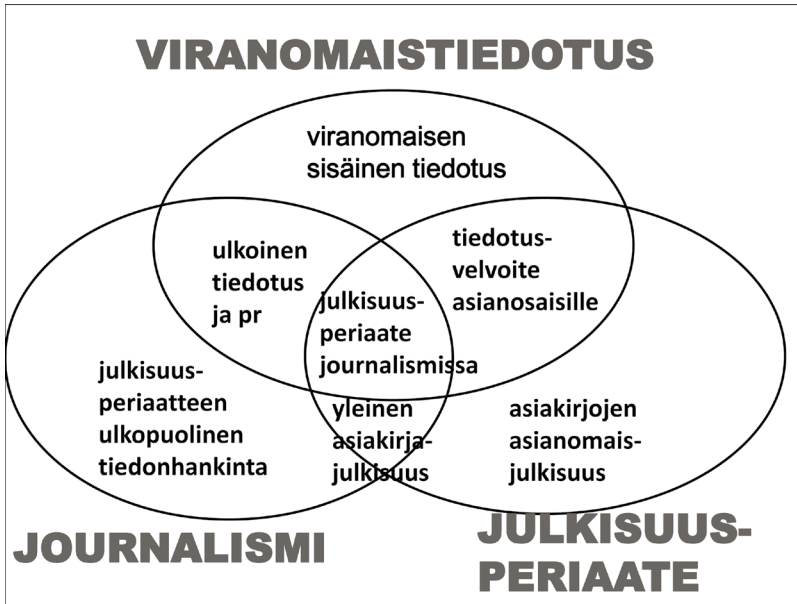 VIRANOMAISTIEDOTUS
viranomaisen
sisäinen tiedotus
ulkoinen
tiedotus
ja pr
tiedotus-
velvoite
asianosaisille
julkisuus-
periaate
journalismissa
julkisuus-
periaatteen
ulkopuolinen
tiedonhankinta
yleinen
asiakirja-
julkisuus
asiakirjojen
asianomais-
julkisuus
JOURNALISMI
JULKISUUS-
PERIAATE